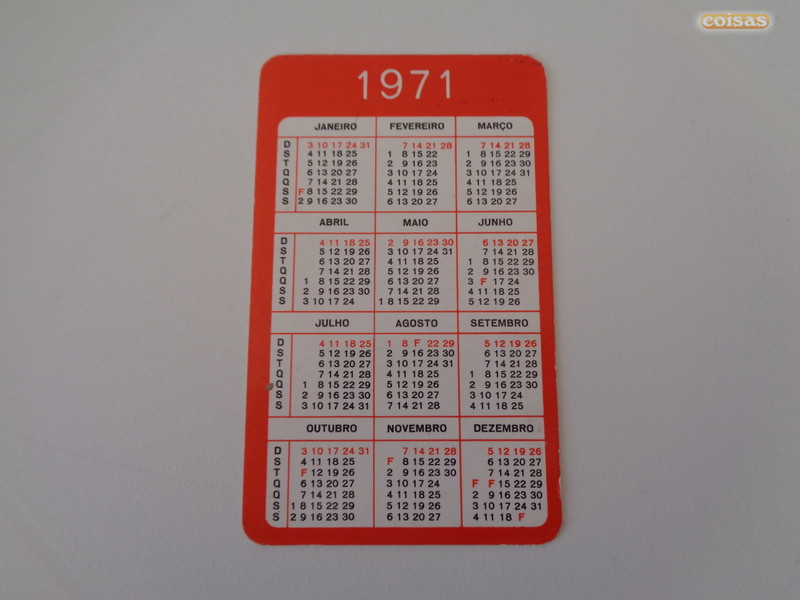 coisas
1971
JANEIRO FEVEREIRO MARÇO
D 3 10 17 24 31 7 14 21 28 7 14 21 28
S 4 11 18 25 1 8 15 22 1 8 15 22 29
T 5 12 19 26 2 9 16 23 2 9 16 23 30
Q 6 13 20 27 3 10 17 24 3 10 17 24 31
Q 7 14 21 28 4 11 18 25 4 11 18 25
S F 8 15 22 29 5 12 19 26 5 12 19 26
S 2 9 16 23 30 6 13 20 27 6 13 20 27
ABRIL MAIO JUNHO
D 4 11 18 25 2 9 16 23 30 6 13 20 27
S 5 12 19 26 3 10 17 24 31 7 14 21 28
T 6 13 20 27 4 11 18 25 1 8 15 22 29
Q 7 14 21 28 5 12 19 26 2 9 16 23 30
Q 1 8 15 22 29 6 13 20 27 3 F 17 24
S 2 9 16 23 30 7 14 21 28 4 11 18 25
S 3 10 17 24 1 8 15 22 29 5 12 19 26
JULHO AGOSTO SETEMBRO
D 4 11 18 25 1 8 F 22 29 5 12 19 26
S 5 12 19 26 2 9 16 23 30 6 13 20 27
T 6 13 20 27 3 10 17 24 31 7 14 21 28
Q 7 14 21 28 4 11 18 25 1 8 15 22 29
Q 1 8 15 22 29 5 12 19 26 2 9 16 23 30
S 2 9 16 23 30 6 13 20 27 3 10 17 24
S 3 10 17 24 31 7 14 21 28 4 11 18 25
OUTUBRO NOVEMBRO DEZEMBRO
D 3 10 17 24 31 7 14 21 28 5 12 19 26
S 4 11 18 25 F 8 15 22 29 6 13 20 27
T F 12 19 26 2 9 16 23 30 7 14 21 28
Q 6 13 20 27 3 10 17 24 F F 15 22 29
Q 7 14 21 28 4 11 18 25 2 9 16 23 30
S 1 8 15 22 29 5 12 19 26 3 10 17 24 31
S 2 9 16 23 30 6 13 20 27 4 11 18 F